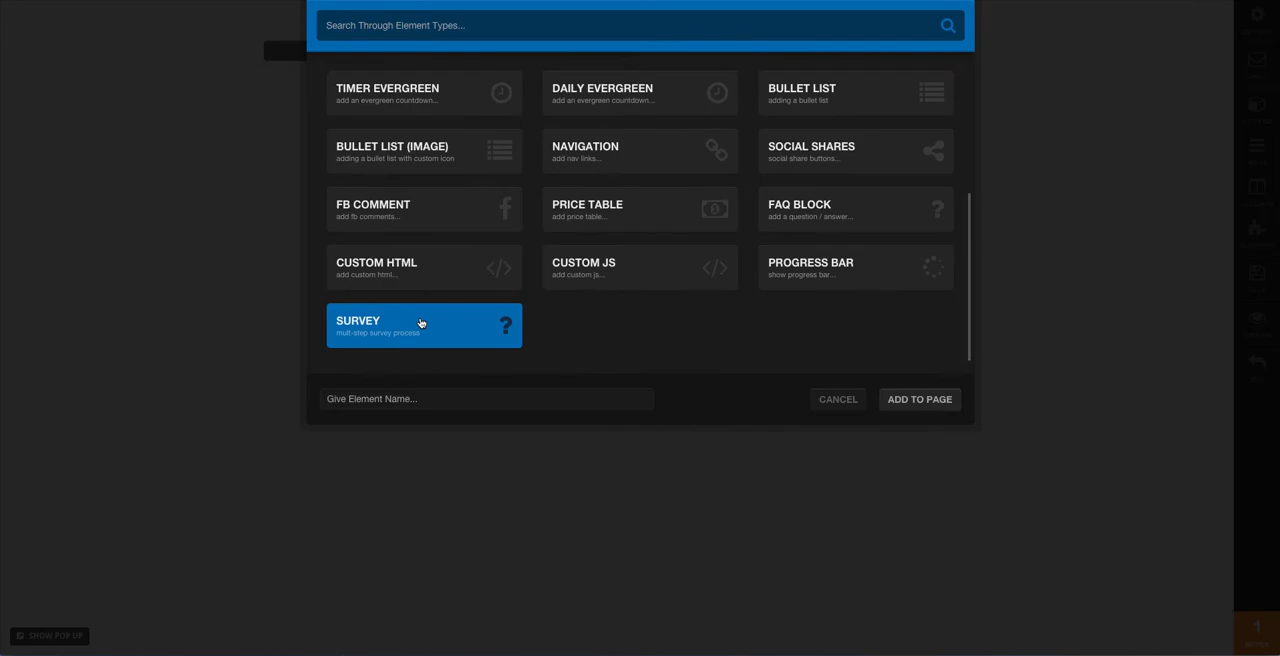 Search Through Element Types...
TIMER EVERGREEN
add an evergreen countdown...
DAILY EVERGREEN
add an evergreen countdown...
BULLET LIST
adding a bullet list
BULLET LIST (IMAGE)
adding a bullet list with custom icon
NAVIGATION
add nav links...
SOCIAL SHARES
social share buttons...
FB COMMENT
add fb comments...
PRICE TABLE
add price table...
FAQ BLOCK
add a question / answer...
CUSTOM HTML
add custom html...
CUSTOM JS
add custom js...
PROGRESS BAR
show progress bar...
SURVEY
mult-step survey process
Give Element Name...
CANCEL
ADD TO PAGE
SHOW POP UP
1